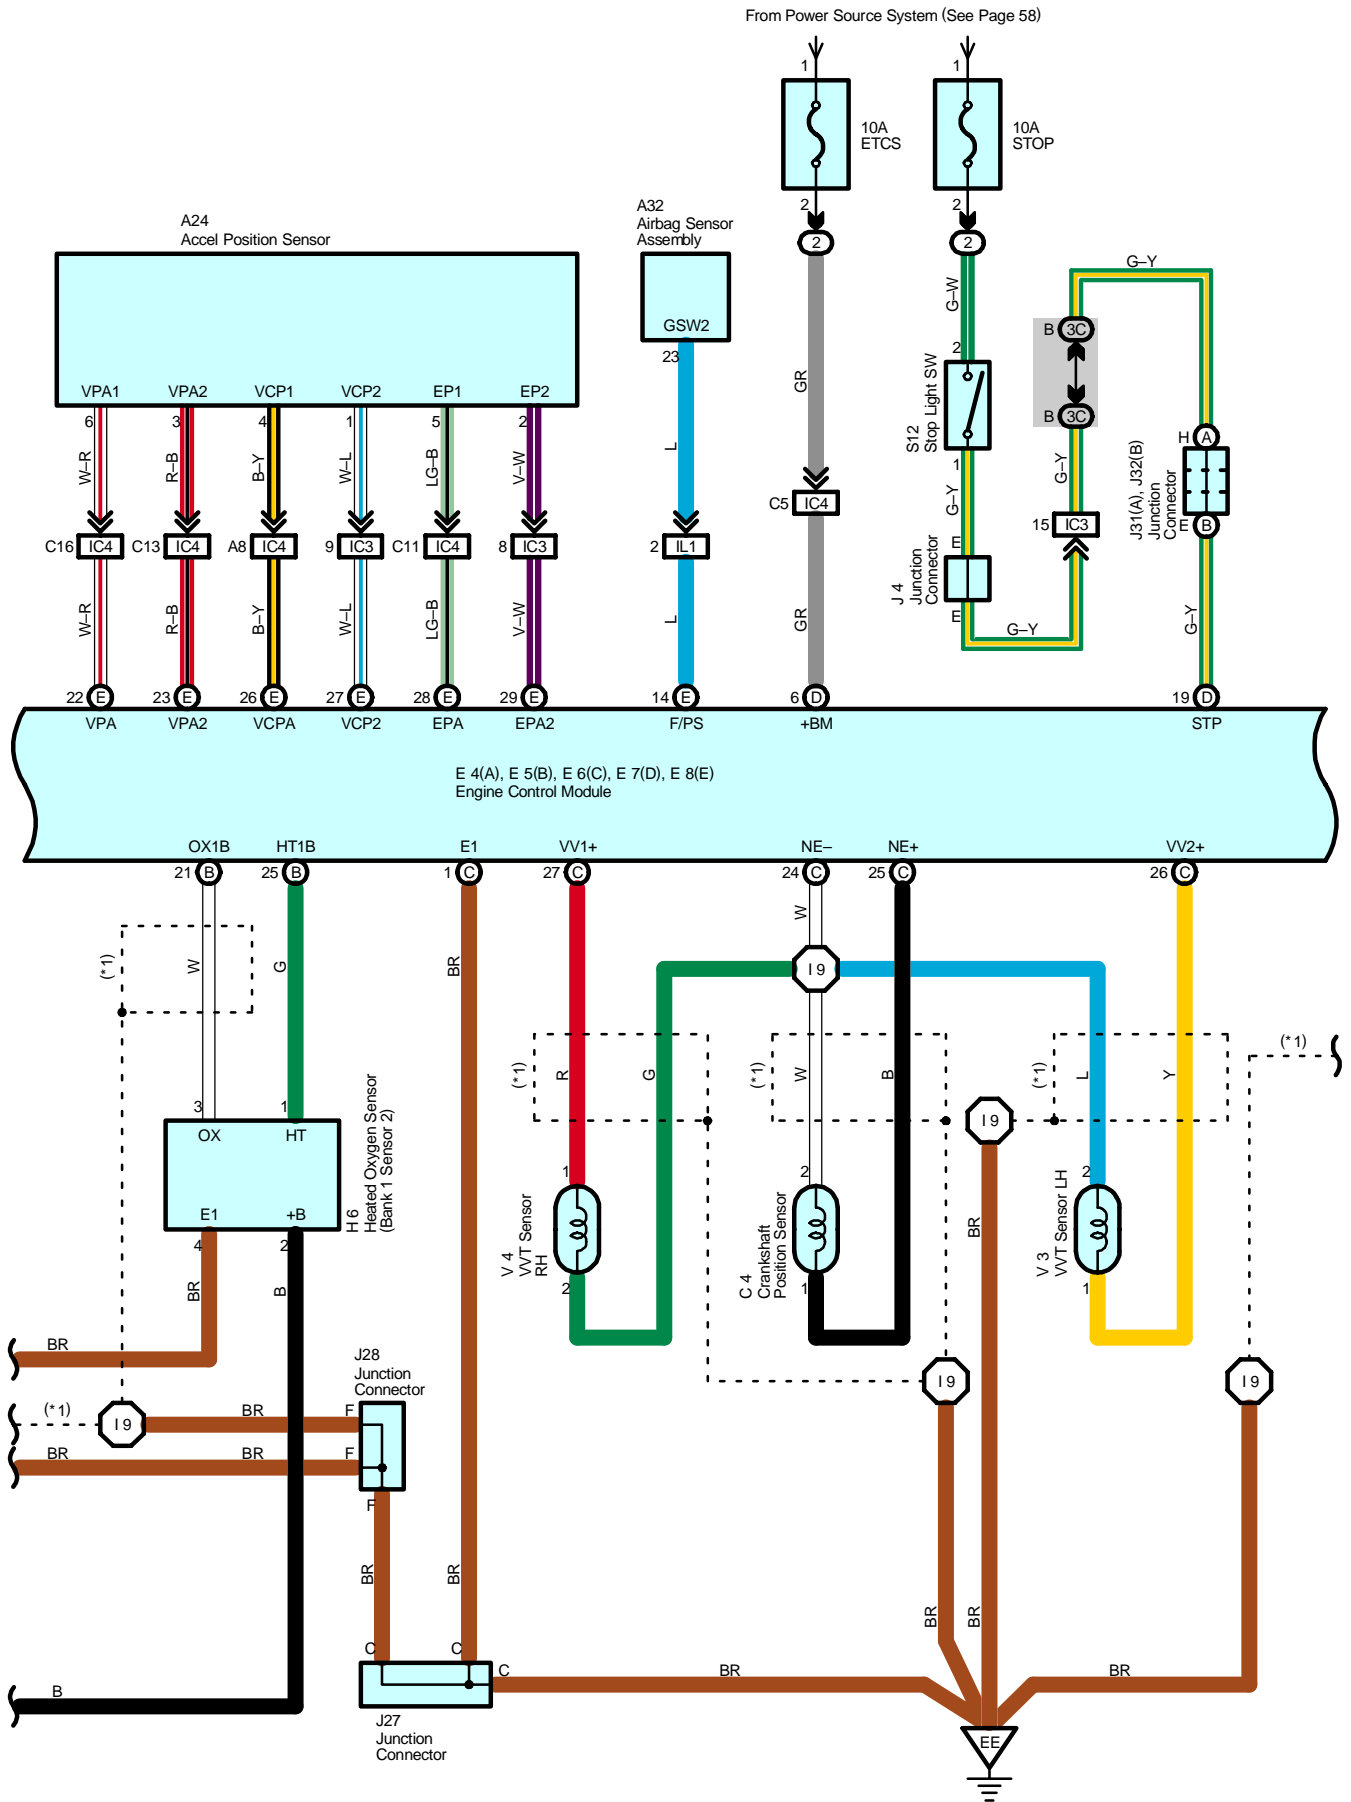 From Power Source System (See Page 58)
1
1
10A
ETCS
10A
STOP
2
2
2
2
A24
Accel Position Sensor
A32
Airbag Sensor
Assembly
GSW2
23
VPA1
VPA2
VCP1
VCP2
EP1
EP2
6
3
4
1
5
2
W–R
R–B
B–Y
W–L
LG–B
V–W
L
GR
G–W
2
S12
Stop Light SW
1
G–Y
G–Y
B
3C
B
3C
G–Y
H
A
J31(A), J32(B)
Junction
Connector
E
B
C16
IC4
C13
IC4
A8
IC4
9
IC3
C11
IC4
8
IC3
2
IL1
C5
IC4
15
IC3
E
J 4
Junction
Connector
E
G–Y
W–R
R–B
B–Y
W–L
LG–B
V–W
L
GR
G–Y
22
E
23
E
26
E
27
E
28
E
29
E
14
E
6
D
19
D
VPA
VPA2
VCPA
VCP2
EPA
EPA2
F/PS
+BM
STP
E 4(A), E 5(B), E 6(C), E 7(D), E 8(E)
Engine Control Module
OX1B
HT1B
E1
VV1+
NE–
NE+
VV2+
21
B
25
B
1
C
27
C
24
C
25
C
26
C
(*1)
W
G
BR
W
I 9
(*1)
R
G
(*1)
W
B
(*1)
L
Y
(*1)
I 9
3
1
OX
HT
E1
+B
4
2
H 6
Heated Oxygen Sensor
(Bank 1 Sensor 2)
1
V 4
VVT Sensor
RH
2
2
C 4
Crankshaft
Position Sensor
1
BR
2
V 3
VVT Sensor LH
1
BR
B
BR
J28
Junction
Connector
I 9
I 9
(*1)
I 9
BR
F
BR
BR
F
F
BR
BR
BR
BR
C
C
C
BR
BR
B
J27
Junction
Connector
EE